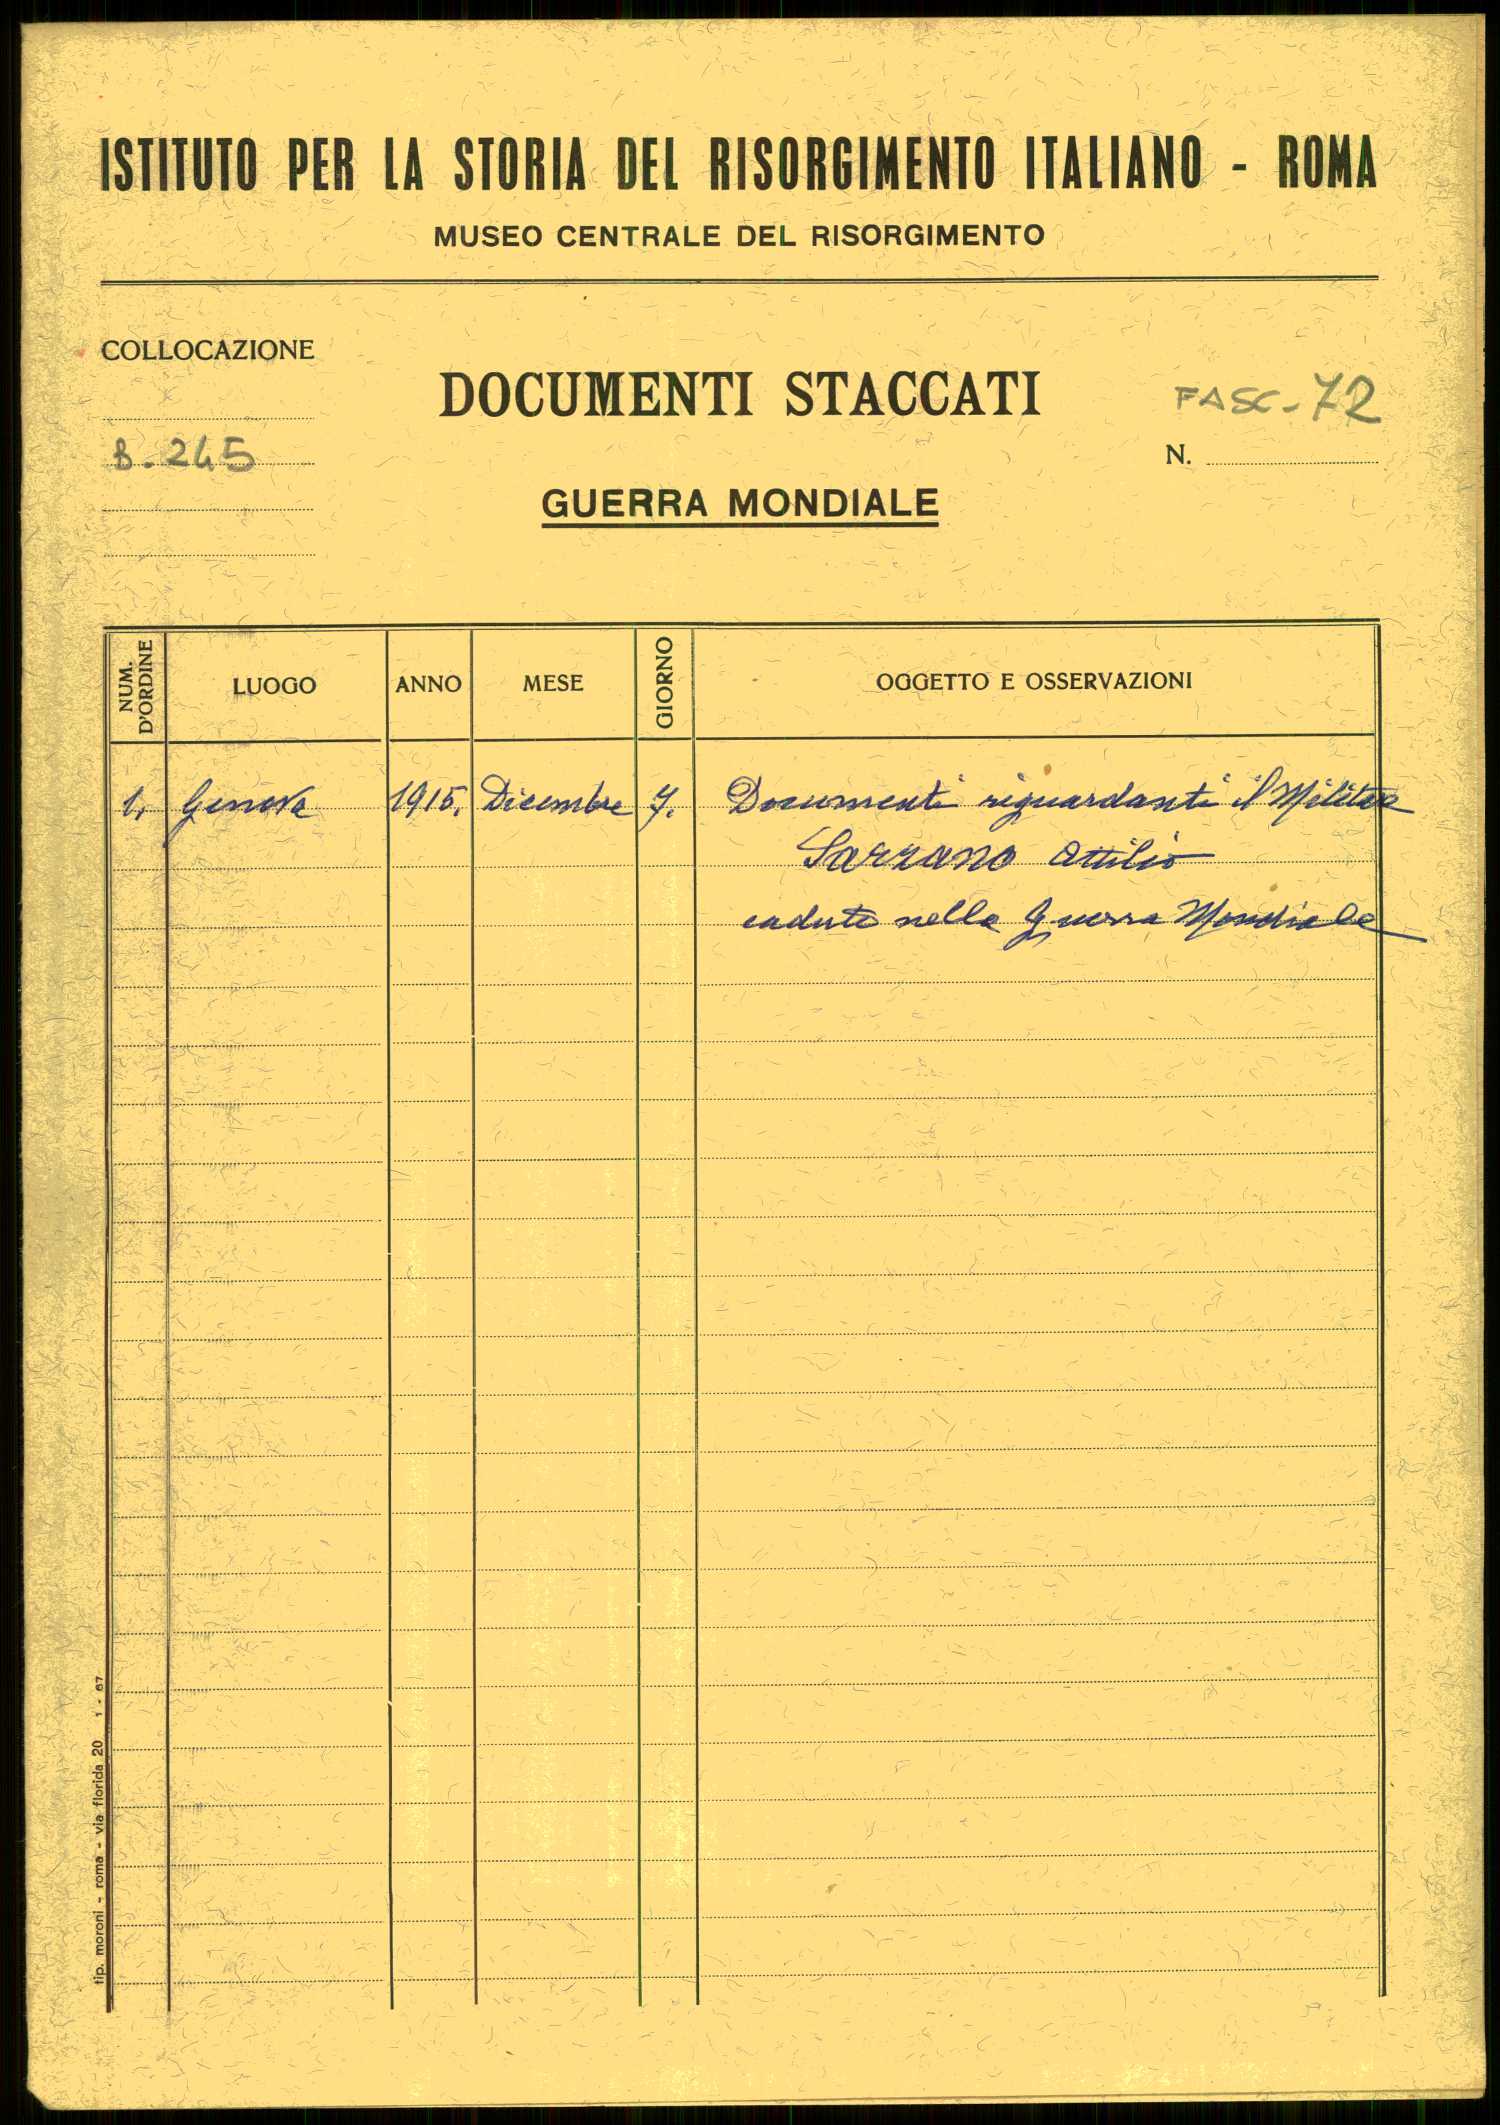 ISTITUTO PER LA STORIA DEL RISORGIMENTO ITALIANO - ROMA
MUSEO CENTRALE DEL RISORGIMENTO
COLLOCAZIONE
DOCUMENTI STACCATI
FASC - 72
B. 245
N.
GUERRA MONDIALE
NUM. D'ORDINE LUOGO ANNO MESE GIORNO OGGETTO E OSSERVAZIONI
1. Genova 1915. Dicembre 7. Documenti riguardanti il Militare
Sarzano Attilio
caduto nella Guerra Mondiale
tip. moroni - roma - via florida 20 1 - 67